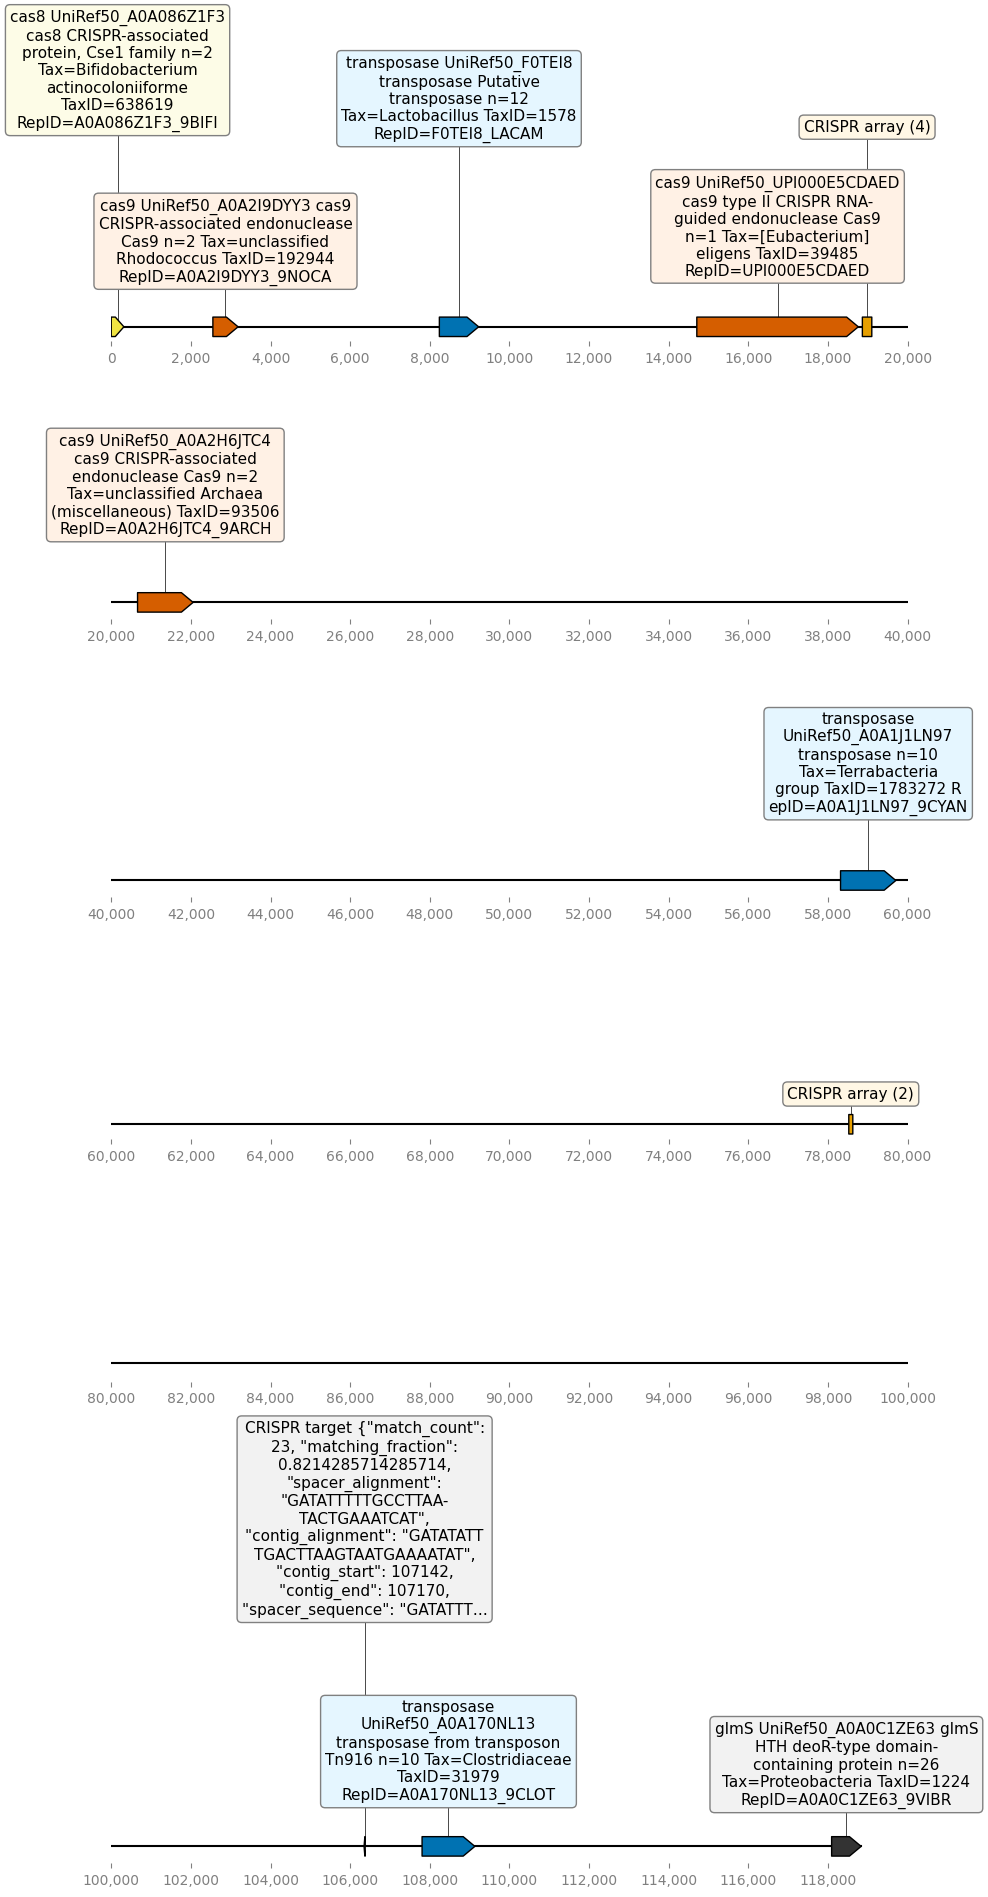 cas8 UniRef50_A0A086Z1F3
cas8 CRISPR-associated
protein, Cse1 family n=2
Tax=Bifidobacterium
actinocoloniiforme
TaxID=638619
RepID=A0A086Z1F3_9BIFI
transposase UniRef50_F0TEI8
transposase Putative
transposase n=12
Tax=Lactobacillus TaxID=1578
RepID=F0TEI8_LACAM
CRISPR array (4)
cas9 UniRef50_A0A2I9DYY3 cas9
CRISPR-associated endonuclease
Cas9 n=2 Tax=unclassified
Rhodococcus TaxID=192944
RepID=A0A2I9DYY3_9NOCA
cas9 UniRef50_UPI000E5CDAED
cas9 type II CRISPR RNA-
guided endonuclease Cas9
n=1 Tax=[Eubacterium]
eligens TaxID=39485
RepID=UPI000E5CDAED
0 2,000 4,000 6,000 8,000 10,000 12,000 14,000 16,000 18,000 20,000
cas9 UniRef50_A0A2H6JTC4
cas9 CRISPR-associated
endonuclease Cas9 n=2
Tax=unclassified Archaea
(miscellaneous) TaxID=93506
RepID=A0A2H6JTC4_9ARCH
20,000 22,000 24,000 26,000 28,000 30,000 32,000 34,000 36,000 38,000 40,000
transposase
UniRef50_A0A1J1LN97
transposase n=10
Tax=Terrabacteria
group TaxID=1783272 R
epID=A0A1J1LN97_9CYAN
40,000 42,000 44,000 46,000 48,000 50,000 52,000 54,000 56,000 58,000 60,000
CRISPR array (2)
60,000 62,000 64,000 66,000 68,000 70,000 72,000 74,000 76,000 78,000 80,000
80,000 82,000 84,000 86,000 88,000 90,000 92,000 94,000 96,000 98,000 100,000
CRISPR target {"match_count":
23, "matching_fraction":
0.8214285714285714,
"spacer_alignment":
"GATATTTTTGCCTTAA-
TACTGAAATCAT",
"contig_alignment": "GATATATT
TGACTTAAGTAATGAAAATAT",
"contig_start": 107142,
"contig_end": 107170,
"spacer_sequence": "GATATTT...
transposase
UniRef50_A0A170NL13
transposase from transposon
Tn916 n=10 Tax=Clostridiaceae
TaxID=31979
RepID=A0A170NL13_9CLOT
glmS UniRef50_A0A0C1ZE63 glmS
HTH deoR-type domain-
containing protein n=26
Tax=Proteobacteria TaxID=1224
RepID=A0A0C1ZE63_9VIBR
100,000 102,000 104,000 106,000 108,000 110,000 112,000 114,000 116,000 118,000